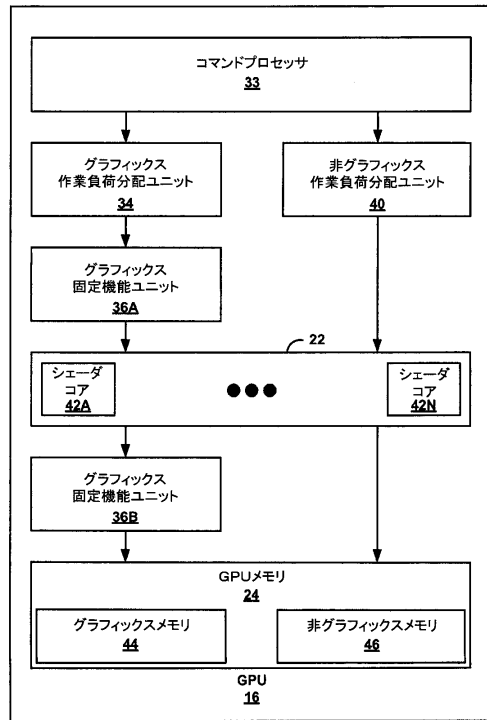 コマンドプロセッサ
33
グラフィックス
作業負荷分配ユニット
34
非グラフィックス
作業負荷分配ユニット
40
グラフィックス
固定機能ユニット
36A
22
シェーダ
コア
42A
シェーダ
コア
42N
グラフィックス
固定機能ユニット
36B
GPUメモリ
24
グラフィックスメモリ
44
非グラフィックスメモリ
46
GPU
16